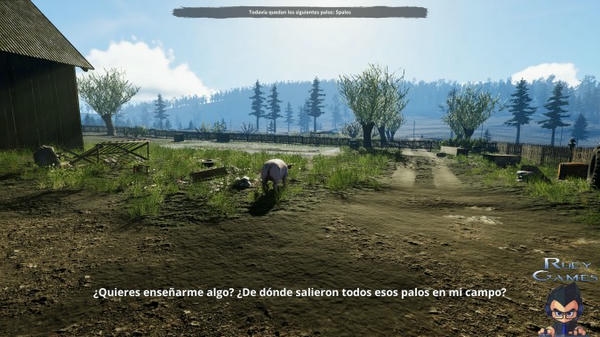 Todavía quedan los siguientes palos: 5palos
¿Quieres enseñarme algo? ¿De dónde salieron todos esos palos en mi campo?
RUBY
GAMES